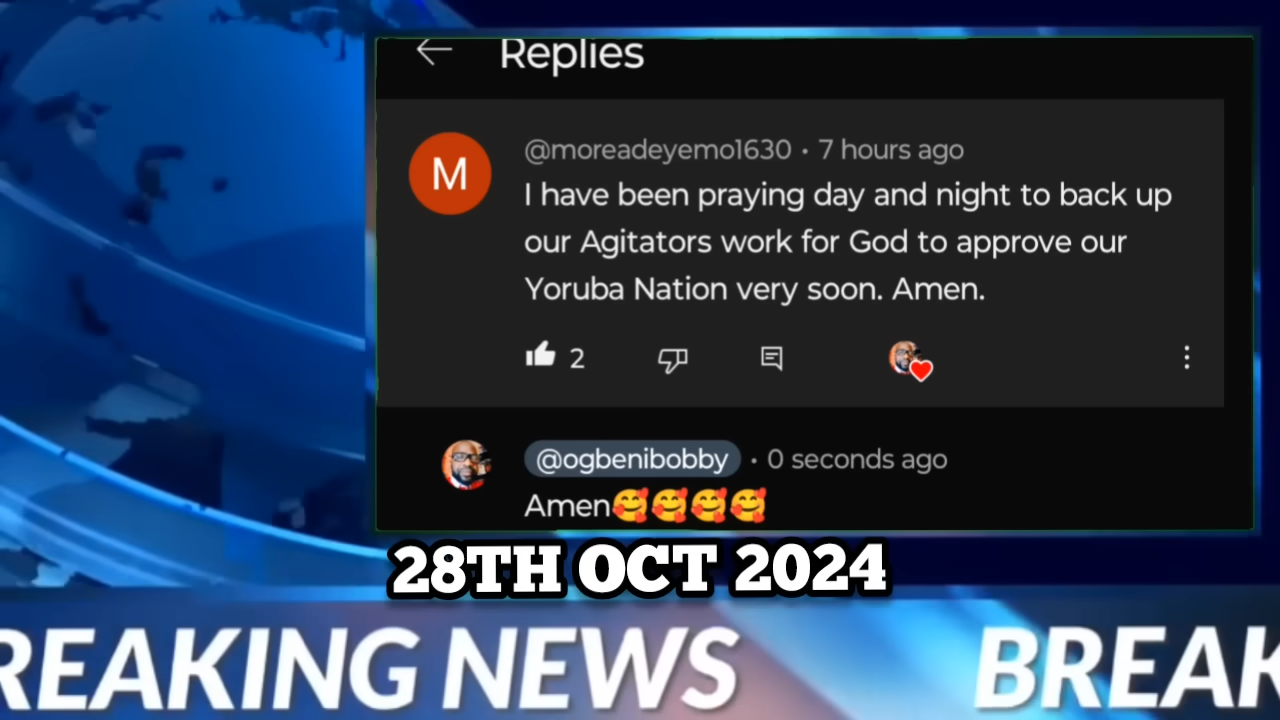 Replies
M
@moreadeyemo1630 • 7 hours ago
I have been praying day and night to back up
our Agitators work for God to approve our
Yoruba Nation very soon. Amen.
2
@ogbenibobby • 0 seconds ago
Amen🥰🥰🥰🥰
28TH OCT 2024
REAKING NEWS BREAK